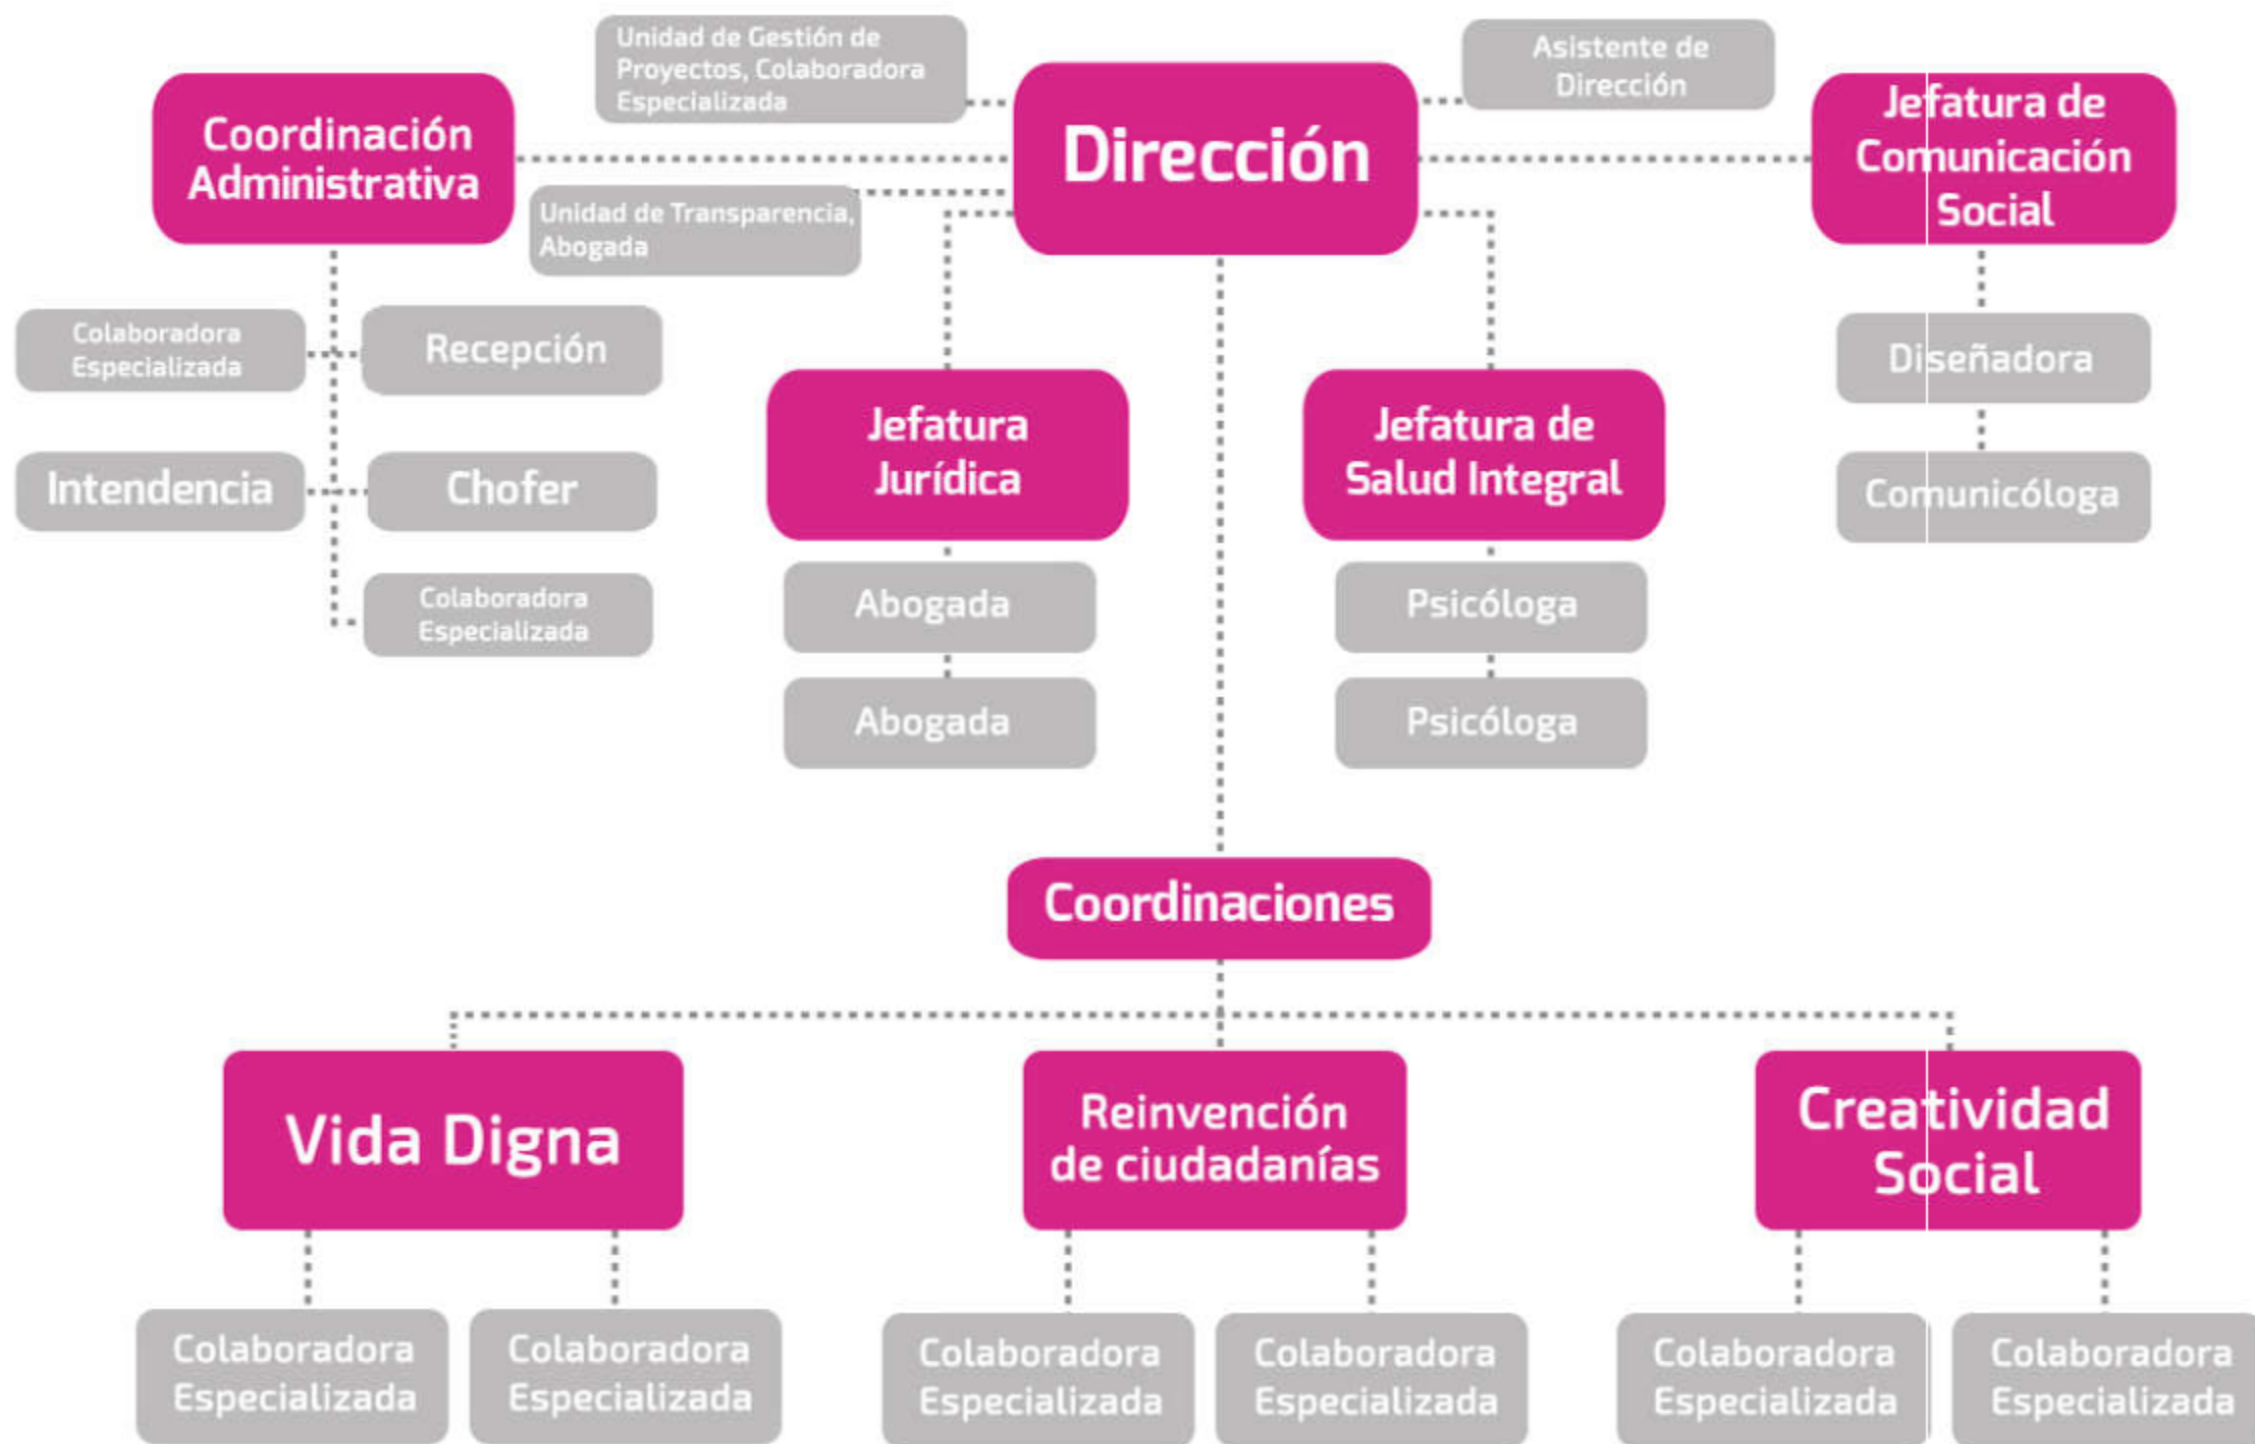 Unidad de Gestión de
Proyectos, Colaboradora
Especializada
Asistente de
Dirección
Coordinación
Administrativa
Dirección
Jefatura de
Comunicación
Social
Unidad de Transparencia,
Abogada
Colaboradora
Especializada
Recepción
Diseñadora
Intendencia
Chofer
Jefatura
Jurídica
Jefatura de
Salud Integral
Comunicóloga
Colaboradora
Especializada
Abogada
Psicóloga
Abogada
Psicóloga
Coordinaciones
Vida Digna
Reinvención
de ciudadanías
Creatividad
Social
Colaboradora
Especializada
Colaboradora
Especializada
Colaboradora
Especializada
Colaboradora
Especializada
Colaboradora
Especializada
Colaboradora
Especializada